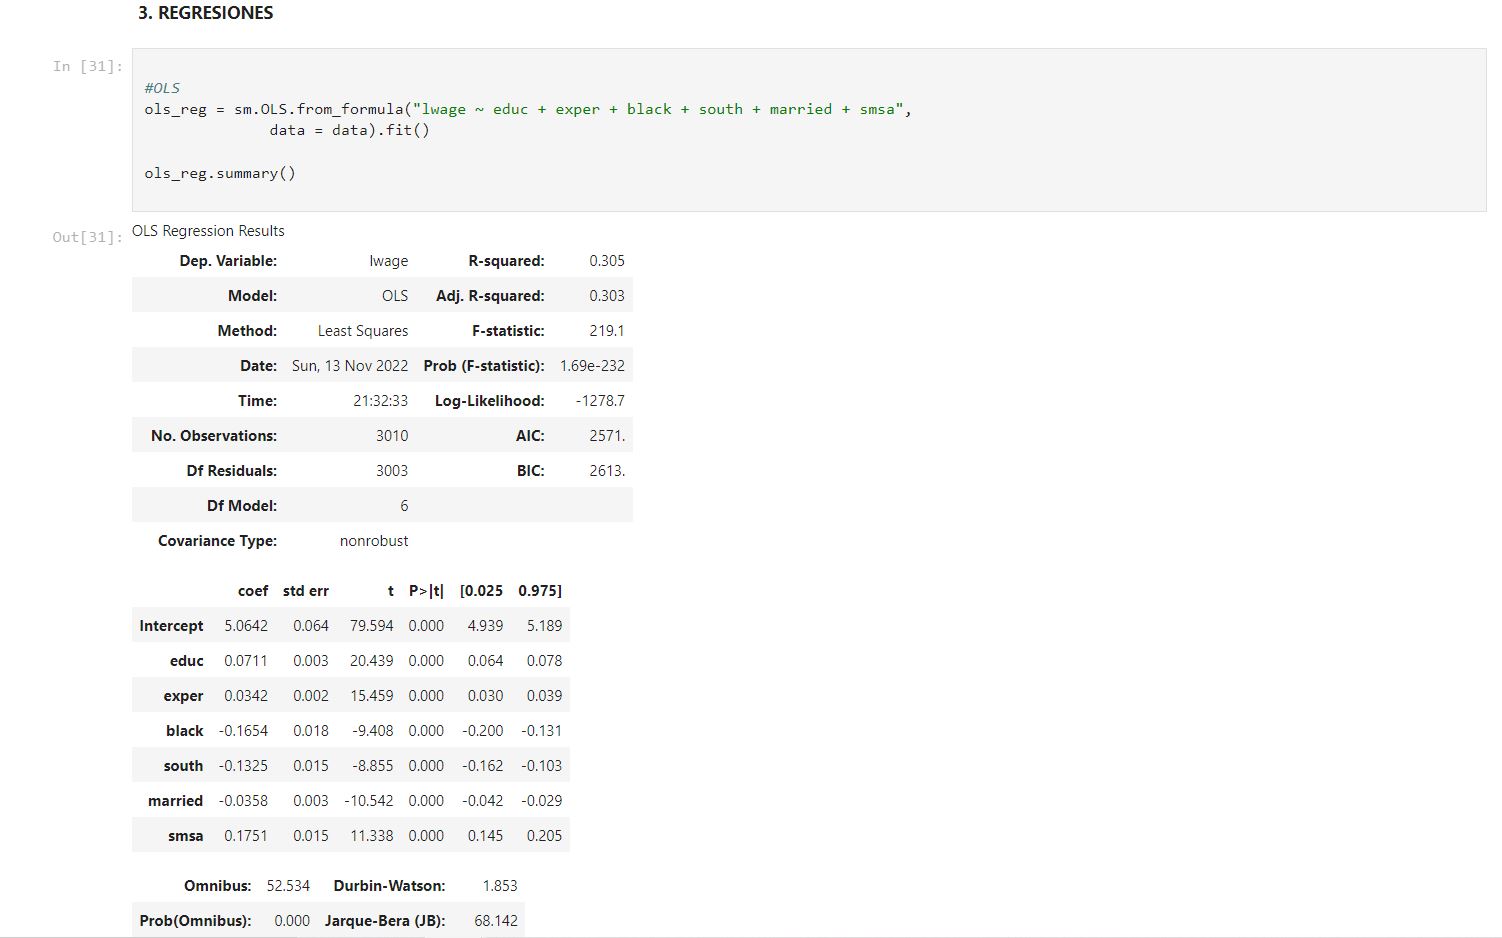 3. REGRESIONES
In [31]:
#OLS
ols_reg = sm.OLS.from_formula("lwage ~ educ + exper + black + south + married + smsa",
data = data).fit()
ols_reg.summary()
Out[31]:
OLS Regression Results
Dep. Variable: lwage R-squared: 0.305
Model: OLS Adj. R-squared: 0.303
Method: Least Squares F-statistic: 219.1
Date: Sun, 13 Nov 2022 Prob (F-statistic): 1.69e-232
Time: 21:32:33 Log-Likelihood: -1278.7
No. Observations: 3010 AIC: 2571.
Df Residuals: 3003 BIC: 2613.
Df Model: 6
Covariance Type: nonrobust
coef std err t P>|t| [0.025 0.975]
Intercept 5.0642 0.064 79.594 0.000 4.939 5.189
educ 0.0711 0.003 20.439 0.000 0.064 0.078
exper 0.0342 0.002 15.459 0.000 0.030 0.039
black -0.1654 0.018 -9.408 0.000 -0.200 -0.131
south -0.1325 0.015 -8.855 0.000 -0.162 -0.103
married -0.0358 0.003 -10.542 0.000 -0.042 -0.029
smsa 0.1751 0.015 11.338 0.000 0.145 0.205
Omnibus: 52.534 Durbin-Watson: 1.853
Prob(Omnibus): 0.000 Jarque-Bera (JB): 68.142